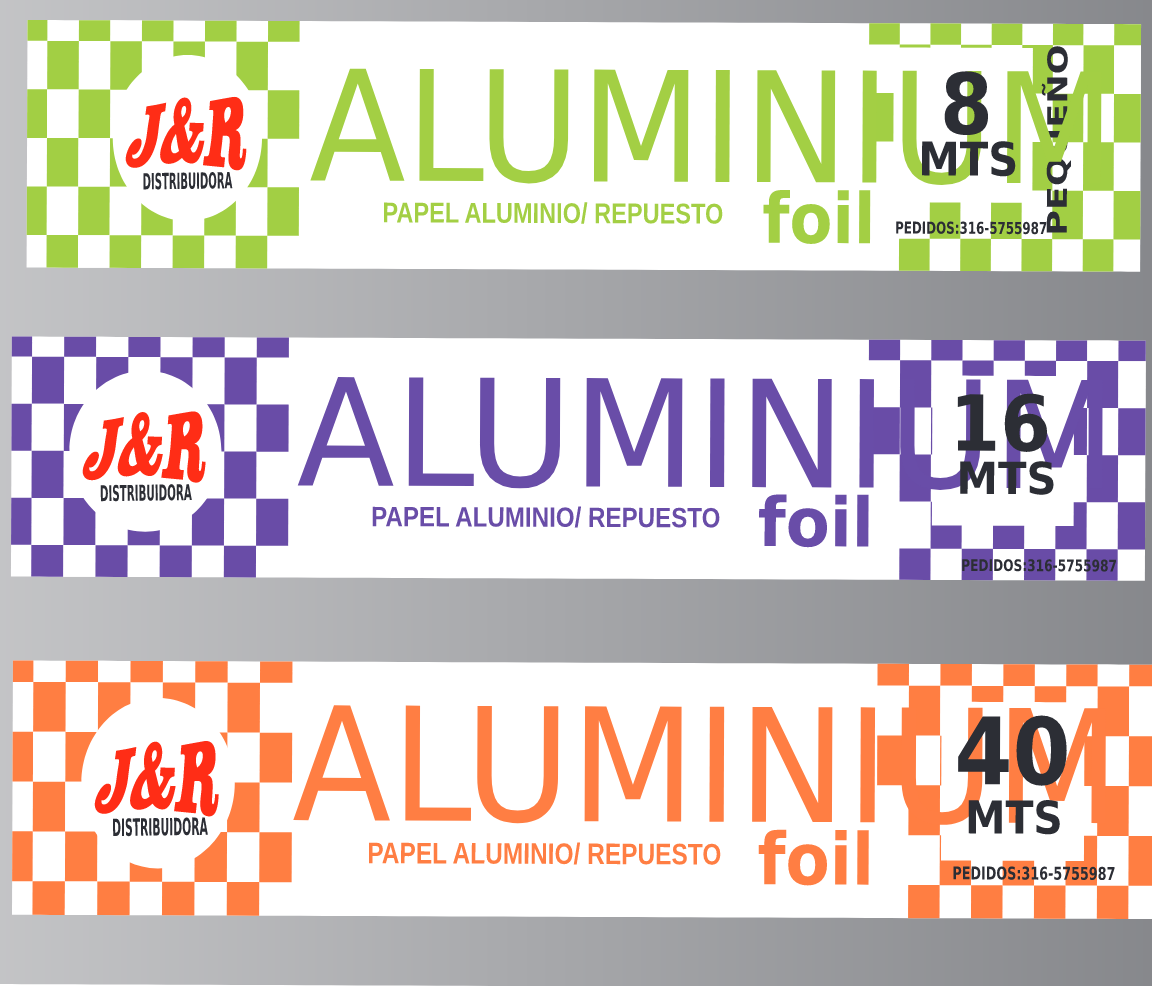 J&R
DISTRIBUIDORA
ALUMINIUM
foil
PAPEL ALUMINIO/ REPUESTO
8
MTS
PEQUEÑO
PEDIDOS:316-5755987
J&R
DISTRIBUIDORA
ALUMINIUM
foil
PAPEL ALUMINIO/ REPUESTO
16
MTS
PEDIDOS:316-5755987
J&R
DISTRIBUIDORA
ALUMINIUM
foil
PAPEL ALUMINIO/ REPUESTO
40
MTS
PEDIDOS:316-5755987